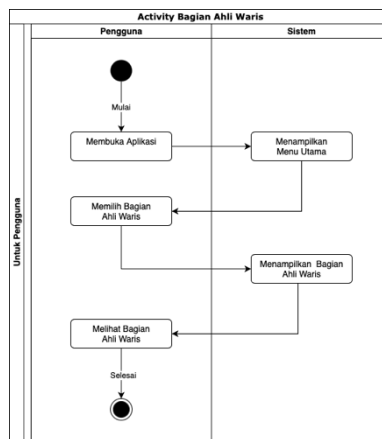 Activity Bagian Ahli Waris
Pengguna
Sistem
Untuk Pengguna
Mulai
Membuka Aplikasi
Menampilkan
Menu Utama
Memilih Bagian
Ahli Waris
Menampilkan Bagian
Ahli Waris
Melihat Bagian
Ahli Waris
Selesai